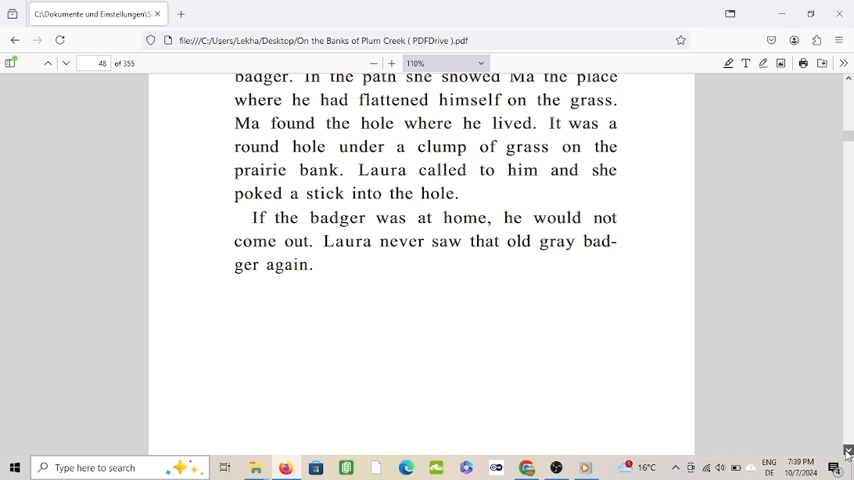 C:\Dokumente und Einstellungen\S
file:///C:/Users/Lekha/Desktop/On the Banks of Plum Creek ( PDFDrive ).pdf
48 of 355
110%
badger. In the path she showed Ma the place
where he had flattened himself on the grass.
Ma found the hole where he lived. It was a
round hole under a clump of grass on the
prairie bank. Laura called to him and she
poked a stick into the hole.
If the badger was at home, he would not
come out. Laura never saw that old gray bad-
ger again.
Type here to search
16°C
ENG
DE
7:39 PM
10/7/2024
4